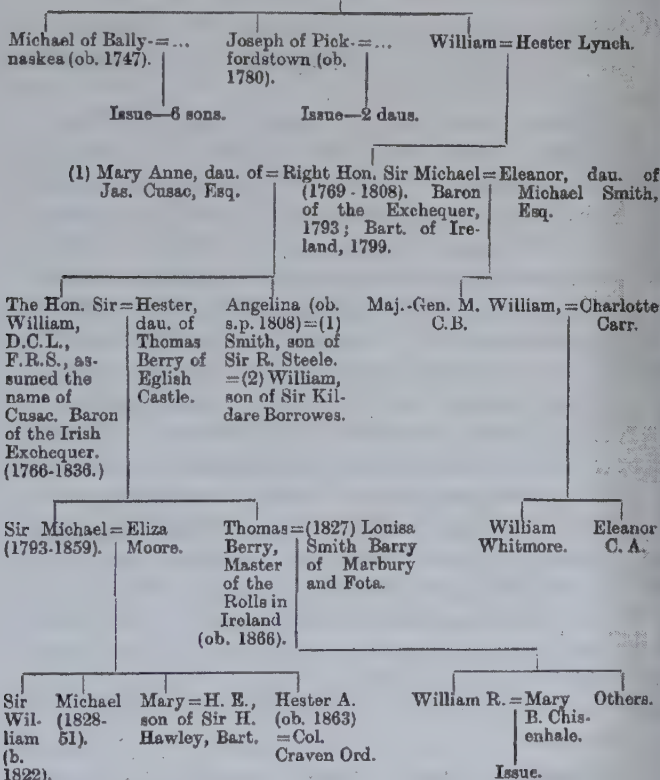 Michael of Bally-=...
naskea (ob. 1747).
Issue—6 sons.
Joseph of Pick-=...
fordstown (ob.
1780).
Issue—2 daus.
William=Hester Lynch.
(1) Mary Anne, dau. of=
Jas. Cusac, Esq.
Right Hon. Sir Michael
(1769-1808). Baron
of the Exchequer,
1793; Bart. of Ire-
land, 1799.
=Eleanor, dau. of
Michael Smith,
Esq.
The Hon. Sir=
William,
D.C.L.,
F.R.S., as-
sumed the
name of
Cusac. Baron
of the Irish
Exchequer.
(1766-1836.)
Hester,
dau. of
Thomas
Berry of
Eglish
Castle.
Angelina (ob.
s.p. 1808)=(1)
Smith, son of
Sir R. Steele.
=(2) William,
son of Sir Kil-
dare Borrowes.
Maj.-Gen. M. William,=
C.B.
Charlotte
Carr.
Sir Michael=
(1793-1859).
Eliza
Moore.
Thomas=
Berry,
Master
of the
Rolls in
Ireland
(ob. 1866).
(1827) Louisa
Smith Barry
of Marbury
and Fota.
William
Whitmore.
Eleanor
C. A.
Sir
Wil-
liam
(b.
1822).
Michael
(1828-
51).
Mary=H. E.,
son of Sir H.
Hawley, Bart.
Hester A.
(ob. 1863)
=Col.
Craven Ord.
William R.=
Mary
B. Chis-
enhale.
Issue.
Others.